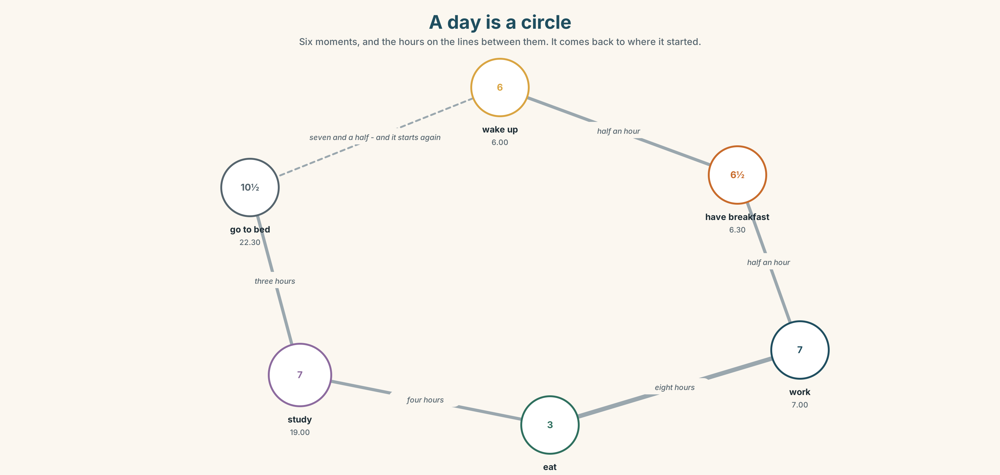 A day is a circle
Six moments, and the hours on the lines between them. It comes back to where it started.
6
wake up
6.00
half an hour
6½
have breakfast
6.30
half an hour
7
work
7.00
eight hours
3
eat
four hours
7
study
19.00
three hours
10½
go to bed
22.30
seven and a half - and it starts again